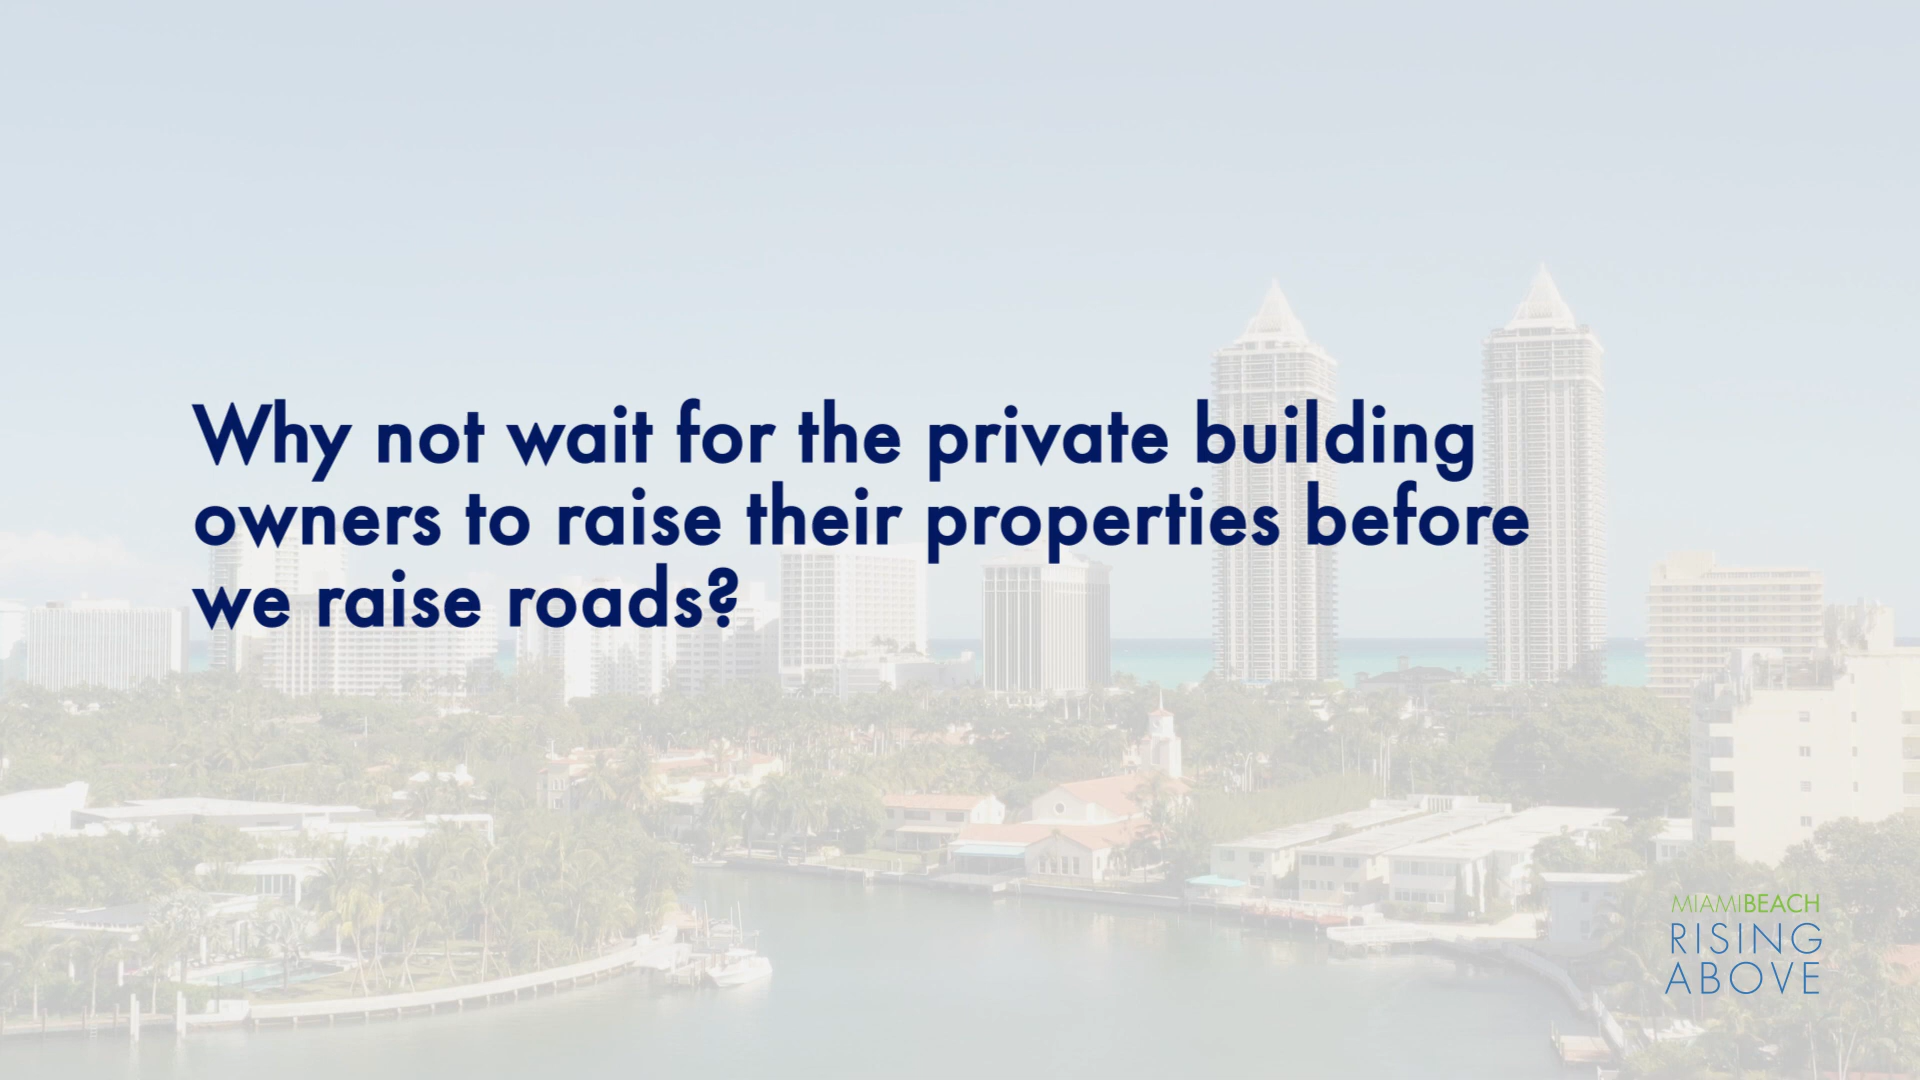 Why not wait for the private building
owners to raise their properties before
we raise roads?
MIAMIBEACH
RISING
ABOVE